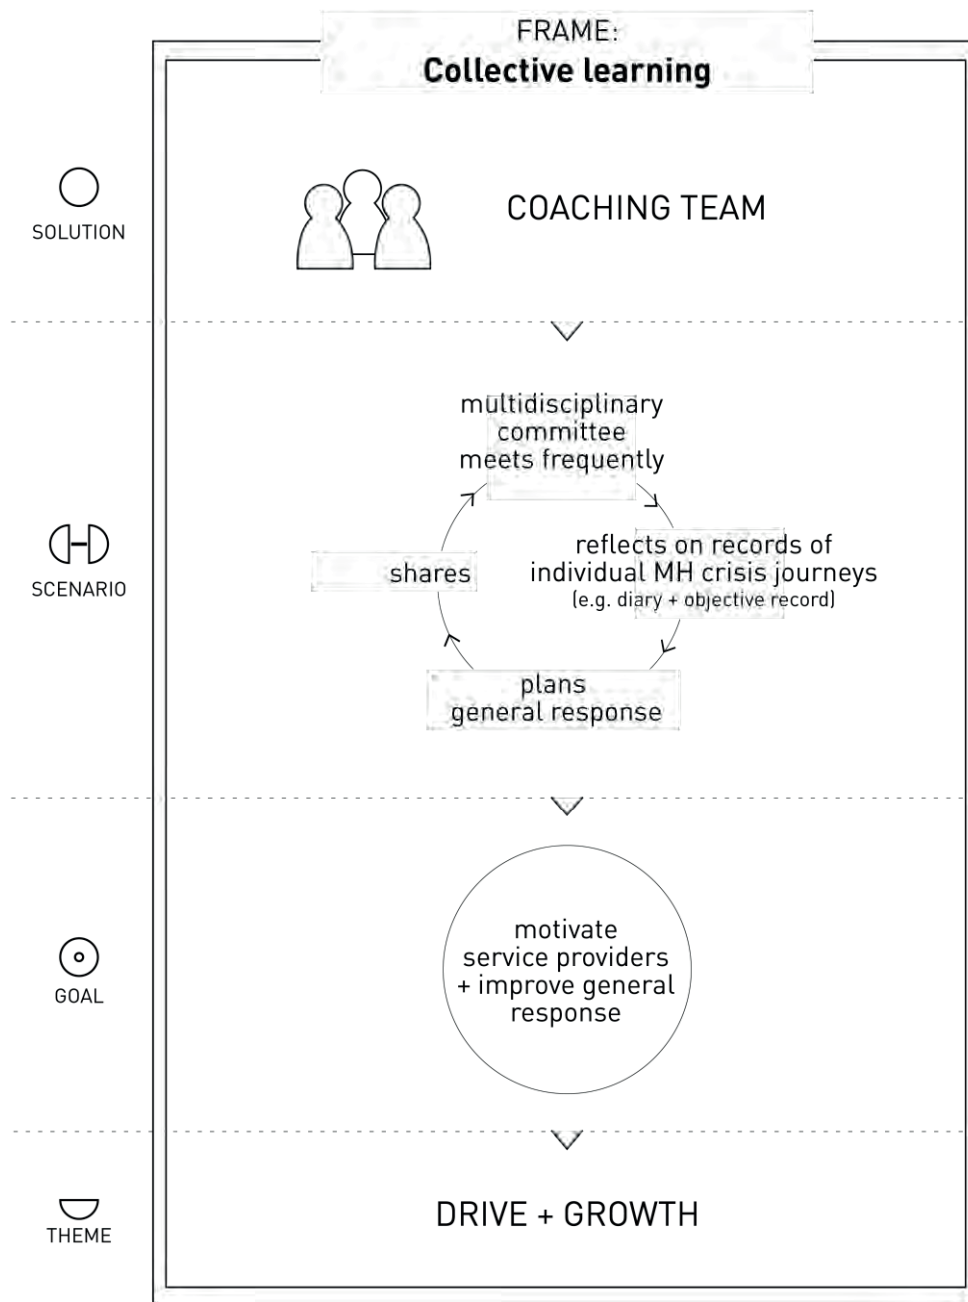 FRAME:
Collective learning
SOLUTION
COACHING TEAM
multidisciplinary
committee
meets frequently
reflects on records of
individual MH crisis journeys
(e.g. diary + objective record)
shares
plans
general response
SCENARIO
motivate
service providers
+ improve general
response
GOAL
DRIVE + GROWTH
THEME